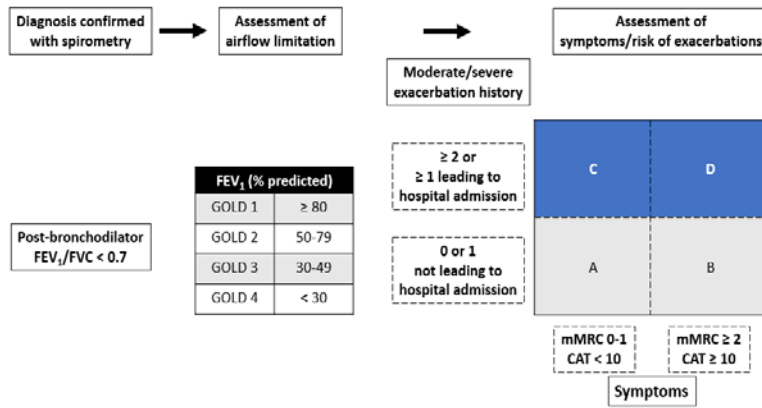 Diagnosis confirmed
with spirometry
Assessment of
airflow limitation
Assessment of
symptoms/risk of exacerbations
Moderate/severe
exacerbation history
Post-bronchodilator
FEV₁/FVC < 0.7
FEV₁ (% predicted)
GOLD 1 ≥ 80
GOLD 2 50-79
GOLD 3 30-49
GOLD 4 < 30
≥ 2 or
≥ 1 leading to
hospital admission
0 or 1
not leading to
hospital admission
C D
A B
mMRC 0-1
CAT < 10
mMRC ≥ 2
CAT ≥ 10
Symptoms